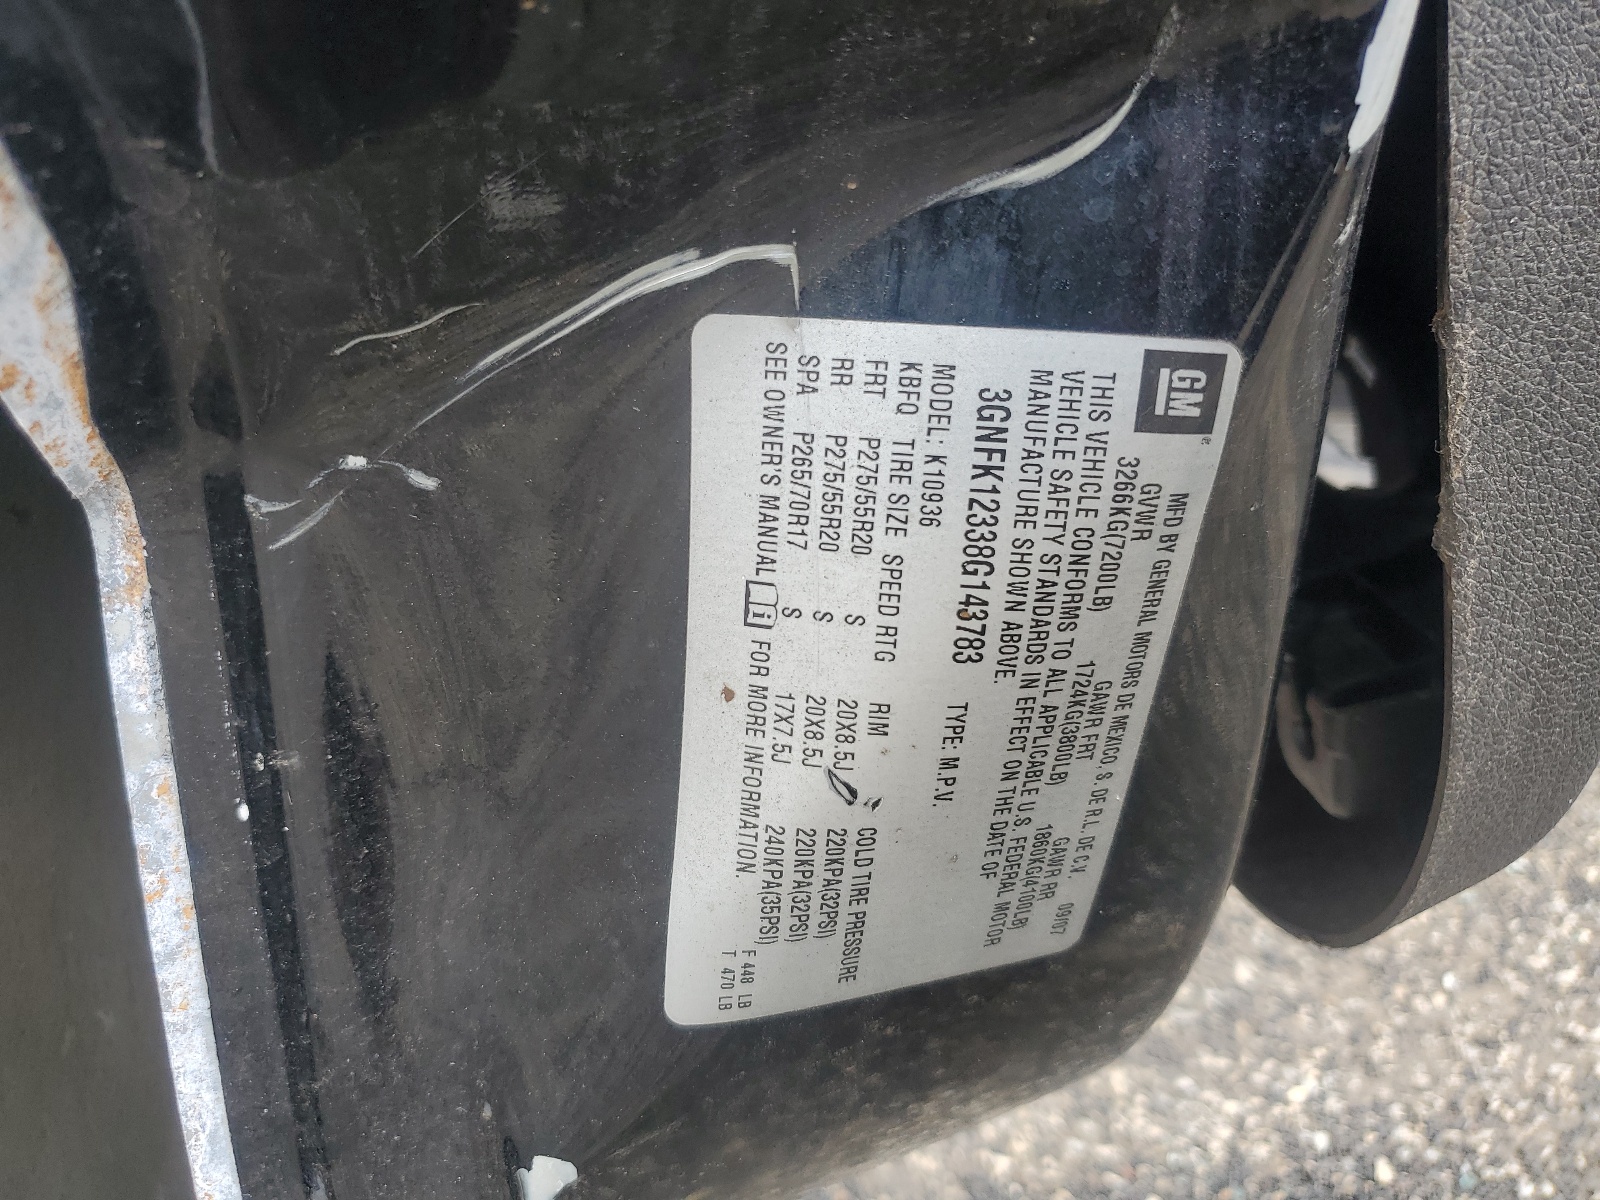 GM®
MFD BY GENERAL MOTORS DE MEXICO, S. DE R.L. DE C.V. 09/07
GVWR GAWR FRT GAWR RR
3266KG(7200LB) 1724KG(3800LB) 1860KG(4100LB)
THIS VEHICLE CONFORMS TO ALL APPLICABLE U.S. FEDERAL MOTOR
VEHICLE SAFETY STANDARDS IN EFFECT ON THE DATE OF
MANUFACTURE SHOWN ABOVE.
3GNFK12338G143783 TYPE: M.P.V.
MODEL: K10936
KBFQ TIRE SIZE SPEED RTG RIM COLD TIRE PRESSURE
FRT P275/55R20 S 20X8.5J 220KPA(32PSI)
RR P275/55R20 S 20X8.5J 220KPA(32PSI)
SPA P265/70R17 S 17X7.5J 240KPA(35PSI)
SEE OWNER'S MANUAL i FOR MORE INFORMATION.
F 448 LB
T 470 LB